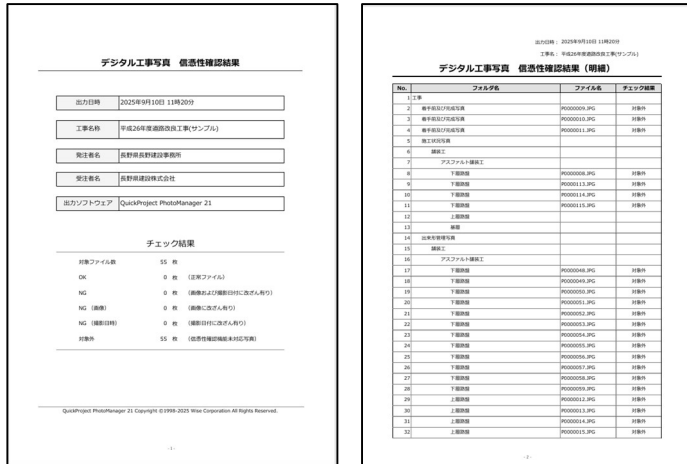 デジタル工事写真 信憑性確認結果
出力日時 2025年9月10日 11時20分
工事名称 平成26年度道路改良工事(サンプル)
発注者名 長野県長野建設事務所
受注者名 長野県建設株式会社
出力ソフトウェア QuickProject PhotoManager 21
チェック結果
対象ファイル数 55 枚
OK 0 枚 (正常ファイル)
NG 0 枚 (画像および撮影日付に改ざん有り)
NG (画像) 0 枚 (画像に改ざん有り)
NG (撮影日時) 0 枚 (撮影日付に改ざん有り)
対象外 55 枚 (信憑性確認機能未対応写真)
QuickProject PhotoManager 21 Copyright ©1998-2025 Wise Corporation All Rights Reserved.
- 1 -
出力日時: 2025年9月10日 11時20分
工事名: 平成26年度道路改良工事(サンプル)
デジタル工事写真 信憑性確認結果(明細)
No. フォルダ名 ファイル名 チェック結果
1 工事
2 着手前及び完成写真 P0000009.JPG 対象外
3 着手前及び完成写真 P0000010.JPG 対象外
4 着手前及び完成写真 P0000011.JPG 対象外
5 施工状況写真
6 舗装工
7 アスファルト舗装工
8 下層路盤 P0000008.JPG 対象外
9 下層路盤 P0000113.JPG 対象外
10 下層路盤 P0000114.JPG 対象外
11 下層路盤 P0000115.JPG 対象外
12 上層路盤
13 基層
14 出来形管理写真
15 舗装工
16 アスファルト舗装工
17 下層路盤 P0000048.JPG 対象外
18 下層路盤 P0000049.JPG 対象外
19 下層路盤 P0000050.JPG 対象外
20 下層路盤 P0000051.JPG 対象外
21 下層路盤 P0000052.JPG 対象外
22 下層路盤 P0000053.JPG 対象外
23 下層路盤 P0000054.JPG 対象外
24 下層路盤 P0000055.JPG 対象外
25 下層路盤 P0000056.JPG 対象外
26 下層路盤 P0000057.JPG 対象外
27 下層路盤 P0000058.JPG 対象外
28 下層路盤 P0000059.JPG 対象外
29 上層路盤 P0000012.JPG 対象外
30 上層路盤 P0000013.JPG 対象外
31 上層路盤 P0000014.JPG 対象外
32 上層路盤 P0000015.JPG 対象外
- 2 -